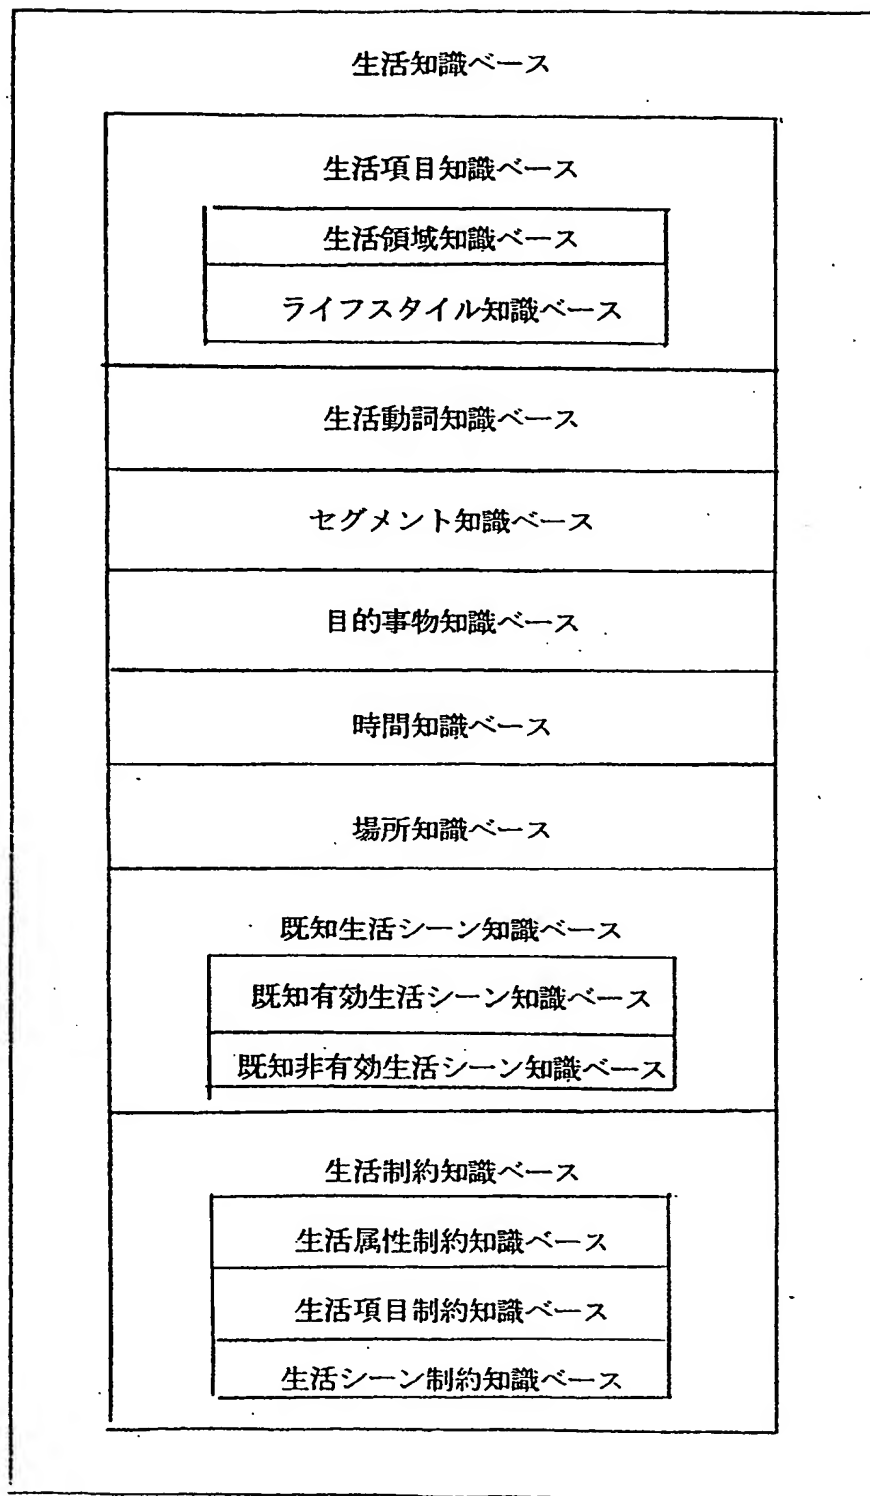 生活知識ベース
生活項目知識ベース
生活領域知識ベース
ライフスタイル知識ベース
生活動詞知識ベース
セグメント知識ベース
目的事物知識ベース
時間知識ベース
場所知識ベース
既知生活シーン知識ベース
既知有効生活シーン知識ベース
既知非有効生活シーン知識ベース
生活制約知識ベース
生活属性制約知識ベース
生活項目制約知識ベース
生活シーン制約知識ベース